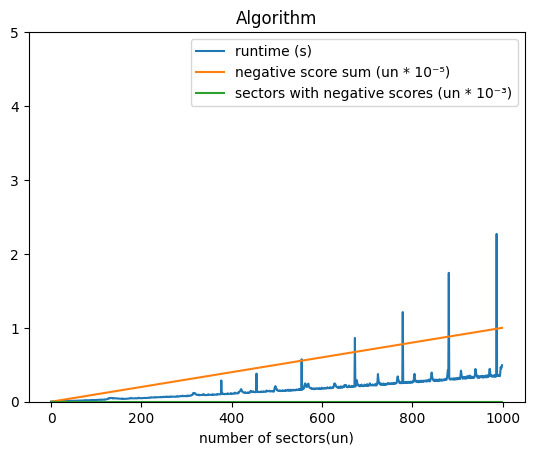 Algorithm
5
runtime (s)
negative score sum (un * 10⁻⁵)
sectors with negative scores (un * 10⁻³)
4
3
2
1
0
0 200 400 600 800 1000
number of sectors(un)